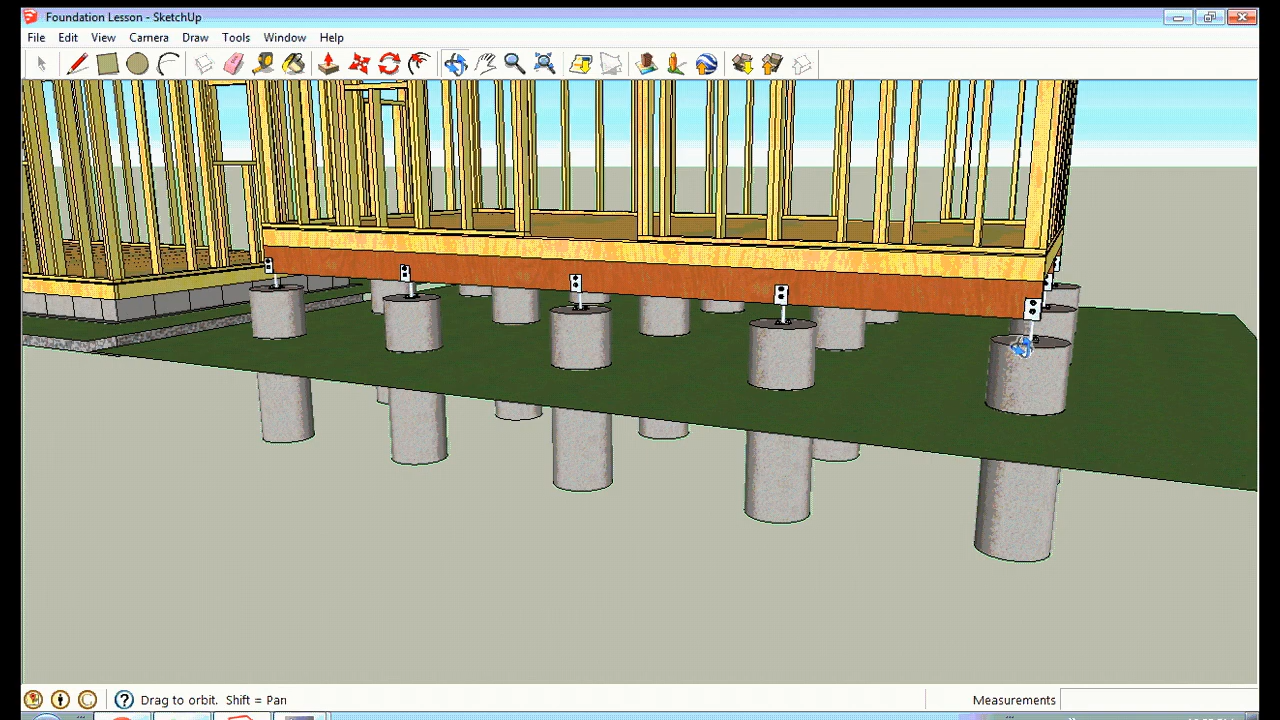 Foundation Lesson - SketchUp
File Edit View Camera Draw Tools Window Help
Drag to orbit. Shift = Pan
Measurements